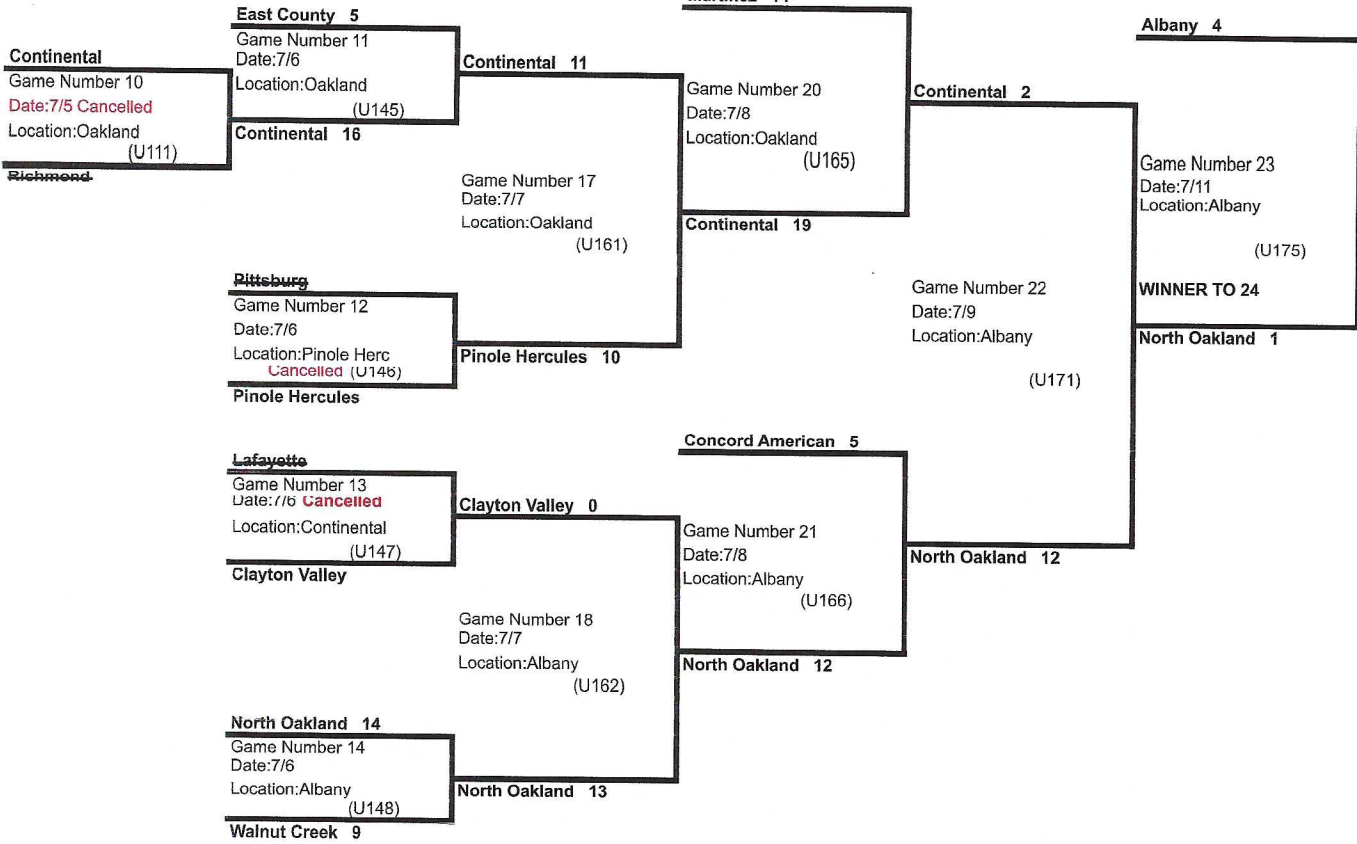 East County 5
Game Number 11
Date:7/6
Location:Oakland
(U145)
Continental 16
Continental
Game Number 10
Date:7/5 Cancelled
Location:Oakland
(U111)
Richmond
Continental 11
Game Number 17
Date:7/7
Location:Oakland
(U161)
Pinole Hercules 10
Pittsburg
Game Number 12
Date:7/6
Location:Pinole Herc
Cancelled (U146)
Pinole Hercules
Lafayette
Game Number 13
Date:7/6 Cancelled
Location:Continental
(U147)
Clayton Valley
Clayton Valley 0
Game Number 18
Date:7/7
Location:Albany
(U162)
North Oakland 13
North Oakland 14
Game Number 14
Date:7/6
Location:Albany
(U148)
Walnut Creek 9
Game Number 20
Date:7/8
Location:Oakland
(U165)
Continental 19
Concord American 5
Game Number 21
Date:7/8
Location:Albany
(U166)
North Oakland 12
Continental 2
Game Number 22
Date:7/9
Location:Albany
(U171)
North Oakland 12
Albany 4
Game Number 23
Date:7/11
Location:Albany
(U175)
WINNER TO 24
North Oakland 1